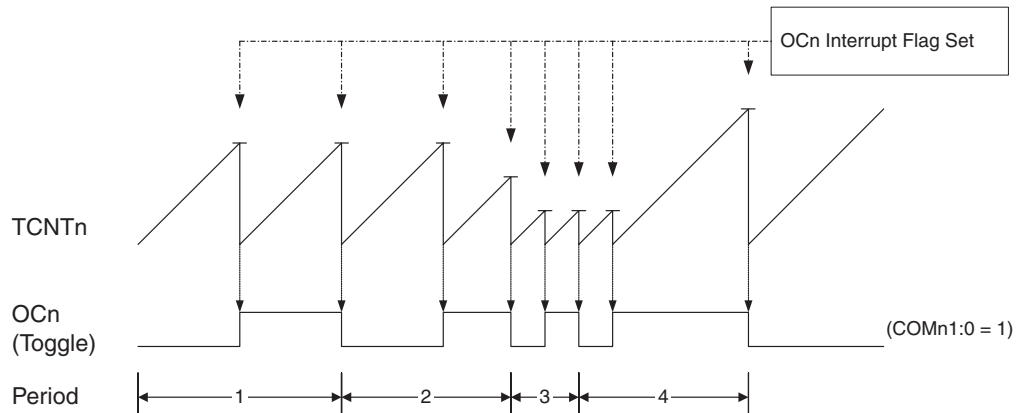 OCn Interrupt Flag Set
TCNTn
OCn
(Toggle)
(COMn1:0 = 1)
Period
1
2
3
4